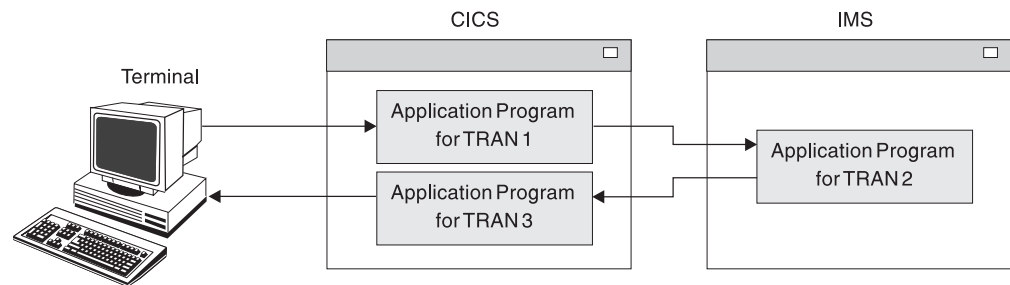 CICS
IMS
Terminal
Application Program
for TRAN 1
Application Program
for TRAN 2
Application Program
for TRAN 3